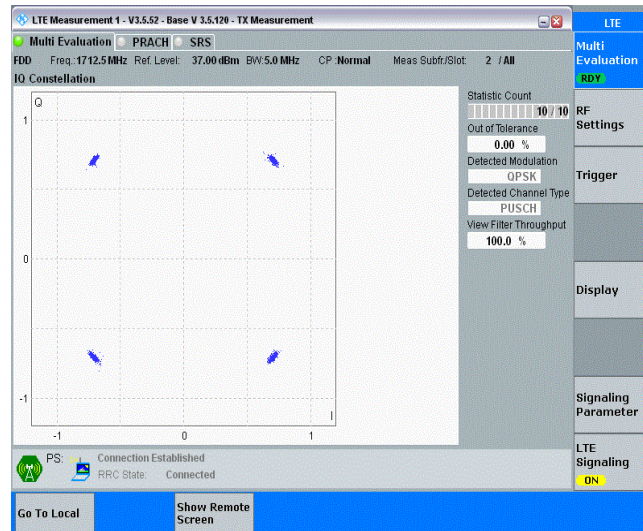 LTE Measurement 1 - V3.5.52 - Base V 3.5.120 - TX Measurement
LTE
Multi Evaluation PRACH SRS
Multi
Evaluation
RDY
FDD Freq.:1712.5 MHz Ref. Level: 37.00 dBm BW:5.0 MHz CP :Normal Meas Subfr./Slot: 2 / All
IQ Constellation
Q
1
0
-1
-1 0 1
I
Statistic Count
10 / 10
Out of Tolerance
0.00 %
Detected Modulation
QPSK
Detected Channel Type
PUSCH
View Filter Throughput
100.0 %
RF
Settings
Trigger
Display
Signaling
Parameter
LTE
Signaling
ON
PS: Connection Established
RRC State: Connected
Go To Local
Show Remote
Screen